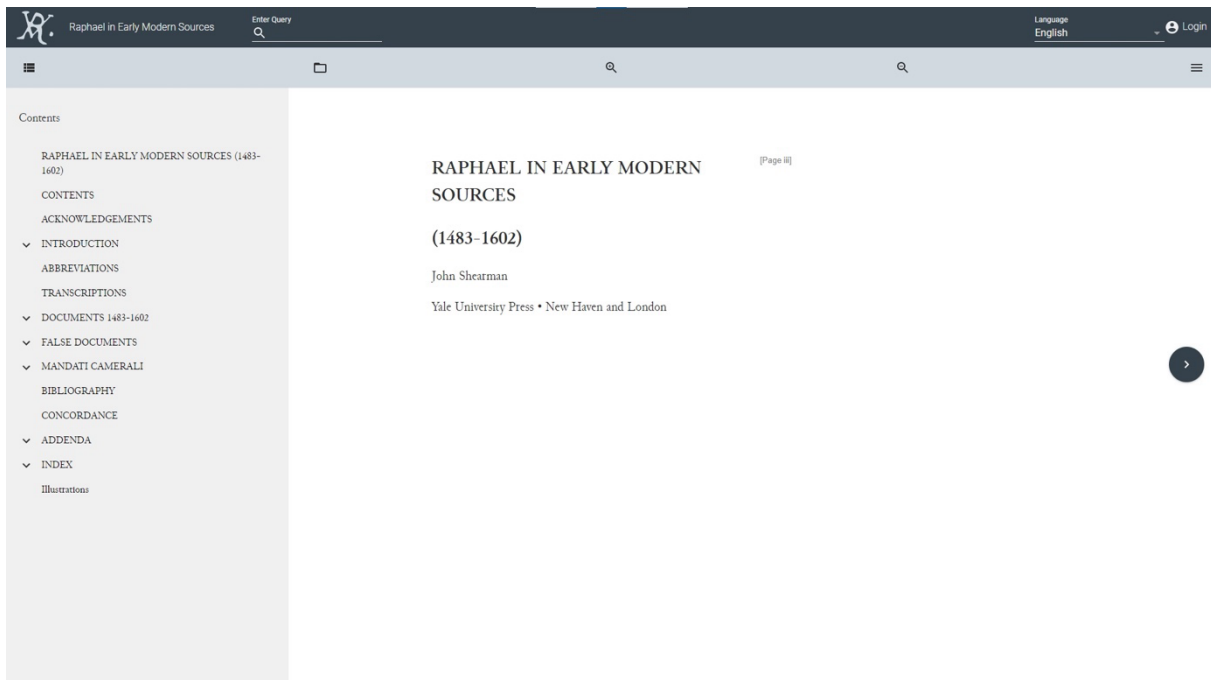 Raphael in Early Modern Sources
Enter Query
Language
English
Login
Contents
RAPHAEL IN EARLY MODERN SOURCES (1483-
1602)
CONTENTS
ACKNOWLEDGEMENTS
INTRODUCTION
ABBREVIATIONS
TRANSCRIPTIONS
DOCUMENTS 1483-1602
FALSE DOCUMENTS
MANDATI CAMERALI
BIBLIOGRAPHY
CONCORDANCE
ADDENDA
INDEX
Illustrations
RAPHAEL IN EARLY MODERN
SOURCES
[Page iii]
(1483-1602)
John Shearman
Yale University Press • New Haven and London